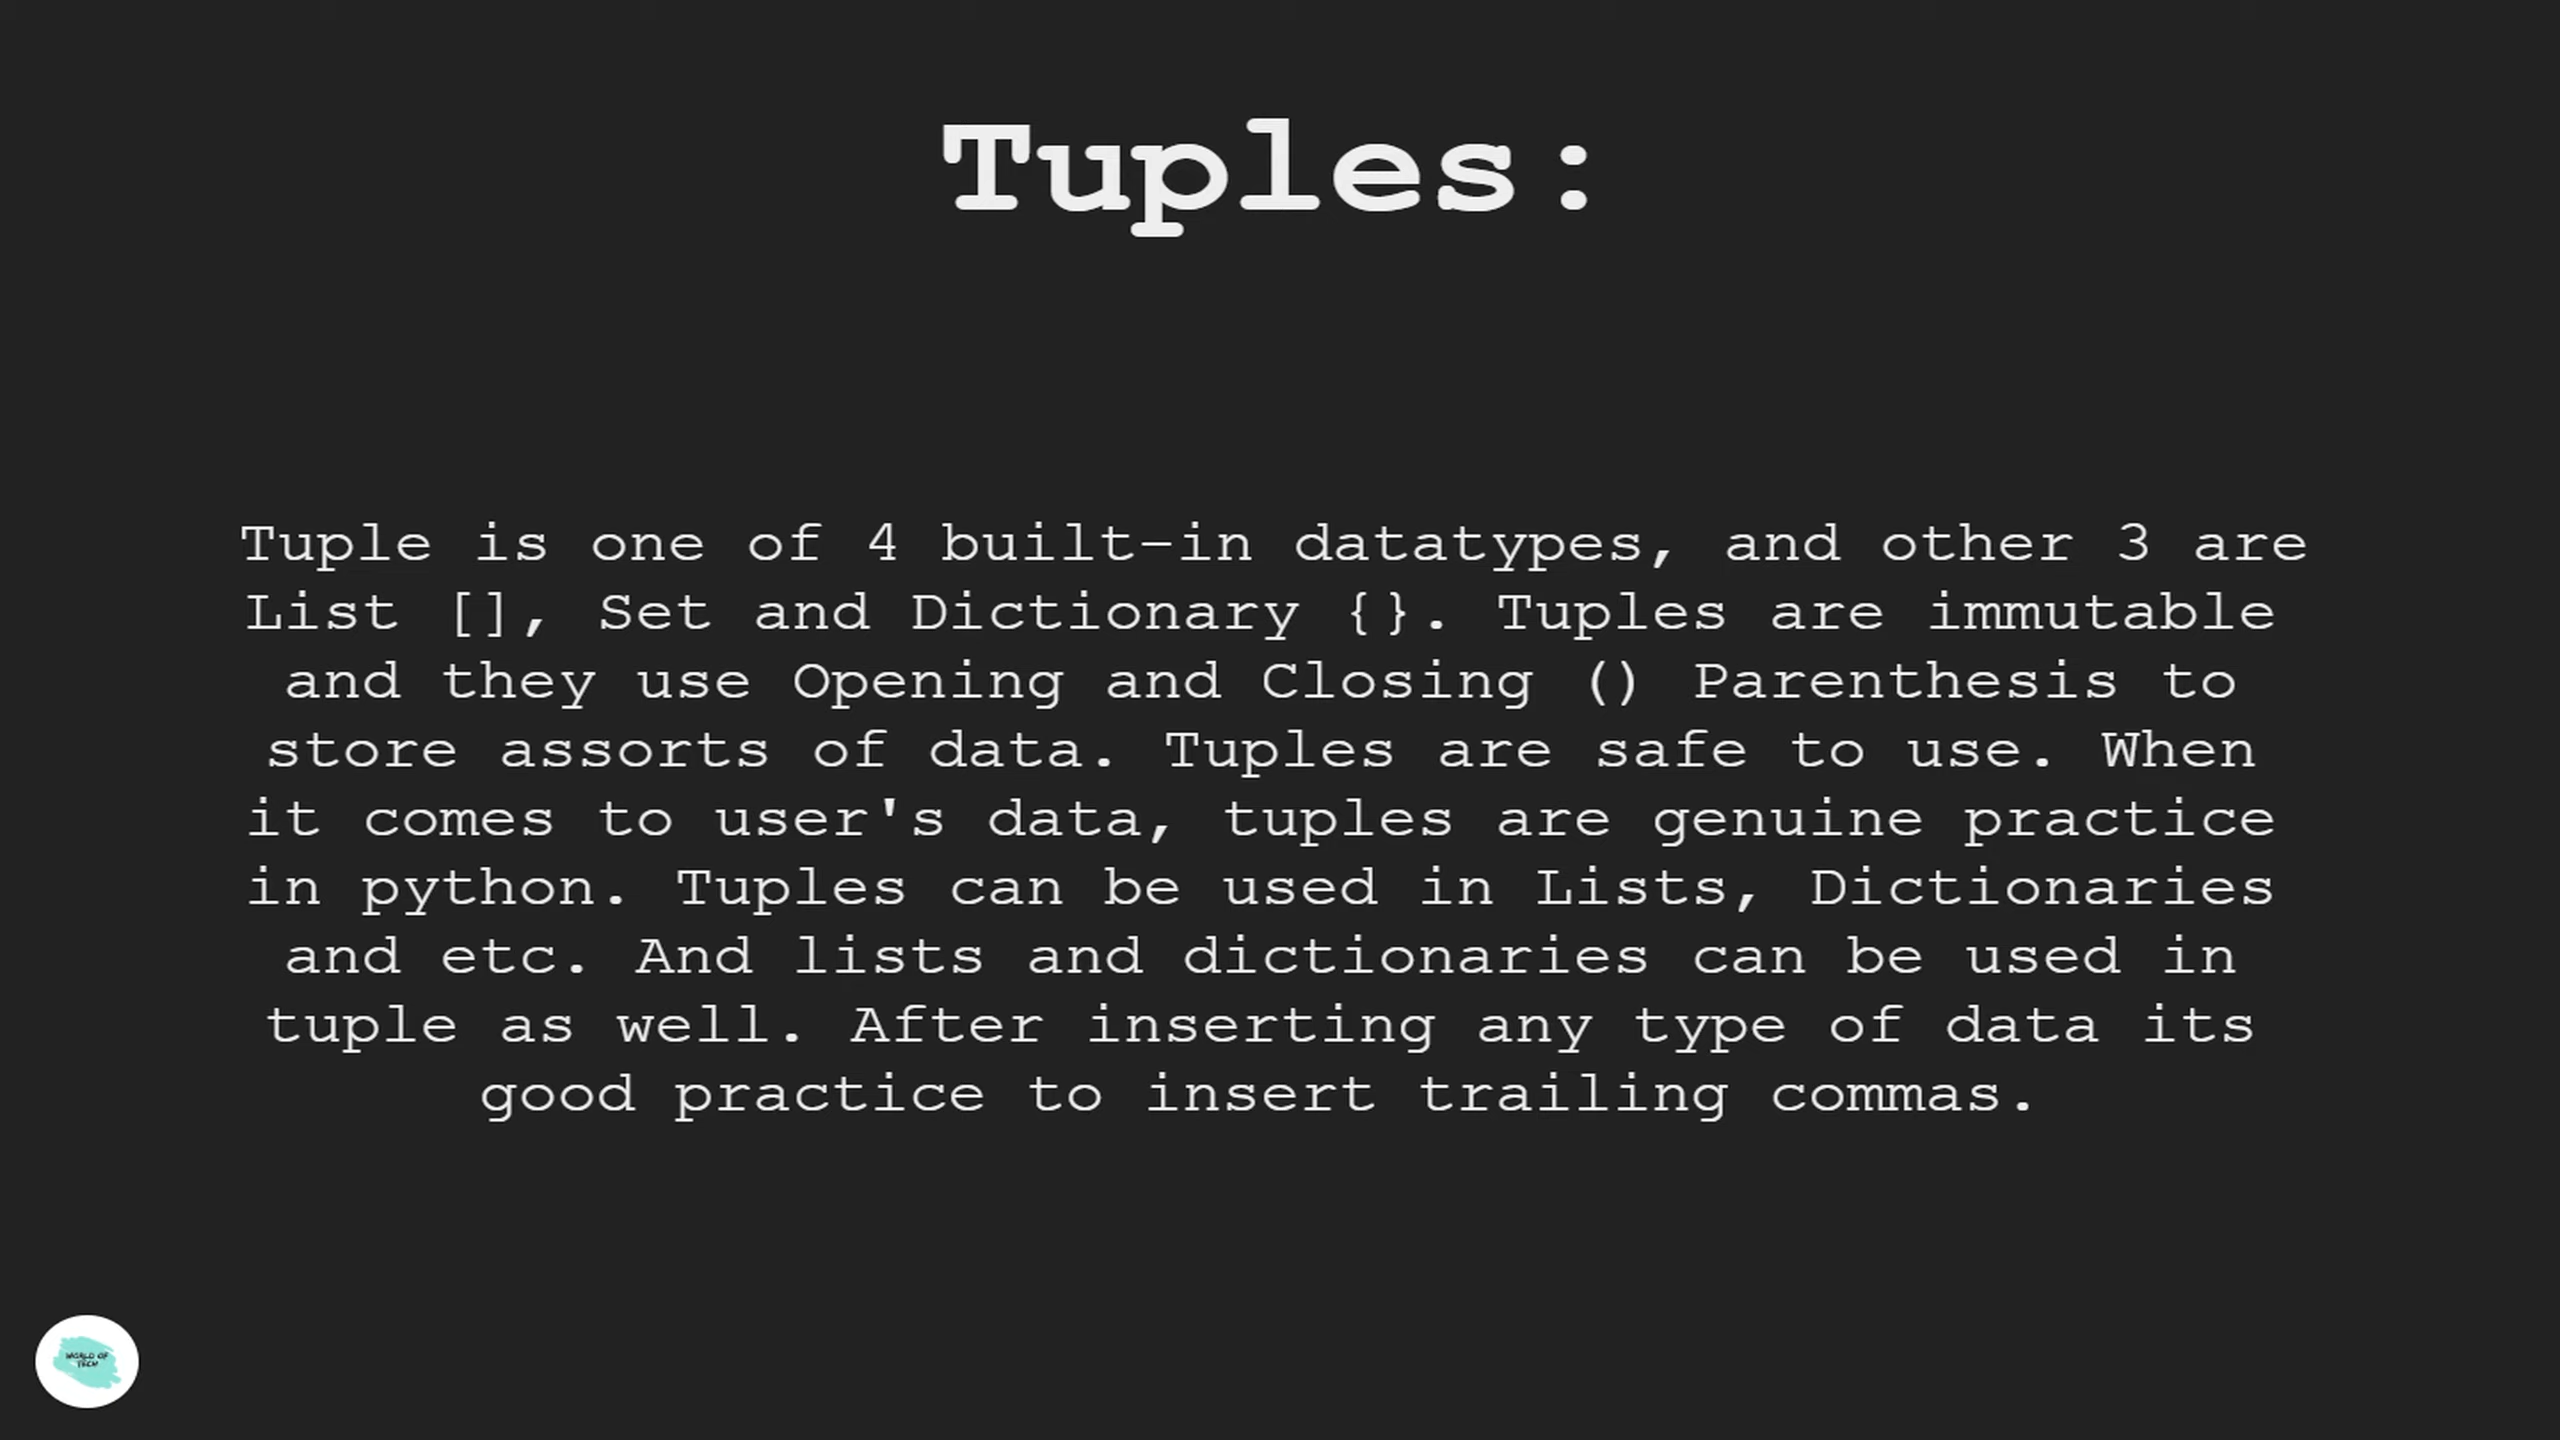 Tuples:
Tuple is one of 4 built-in datatypes, and other 3 are
List [], Set and Dictionary {}. Tuples are immutable
and they use Opening and Closing () Parenthesis to
store assorts of data. Tuples are safe to use. When
it comes to user's data, tuples are genuine practice
in python. Tuples can be used in Lists, Dictionaries
and etc. And lists and dictionaries can be used in
tuple as well. After inserting any type of data its
good practice to insert trailing commas.
WORLD OF
TECH